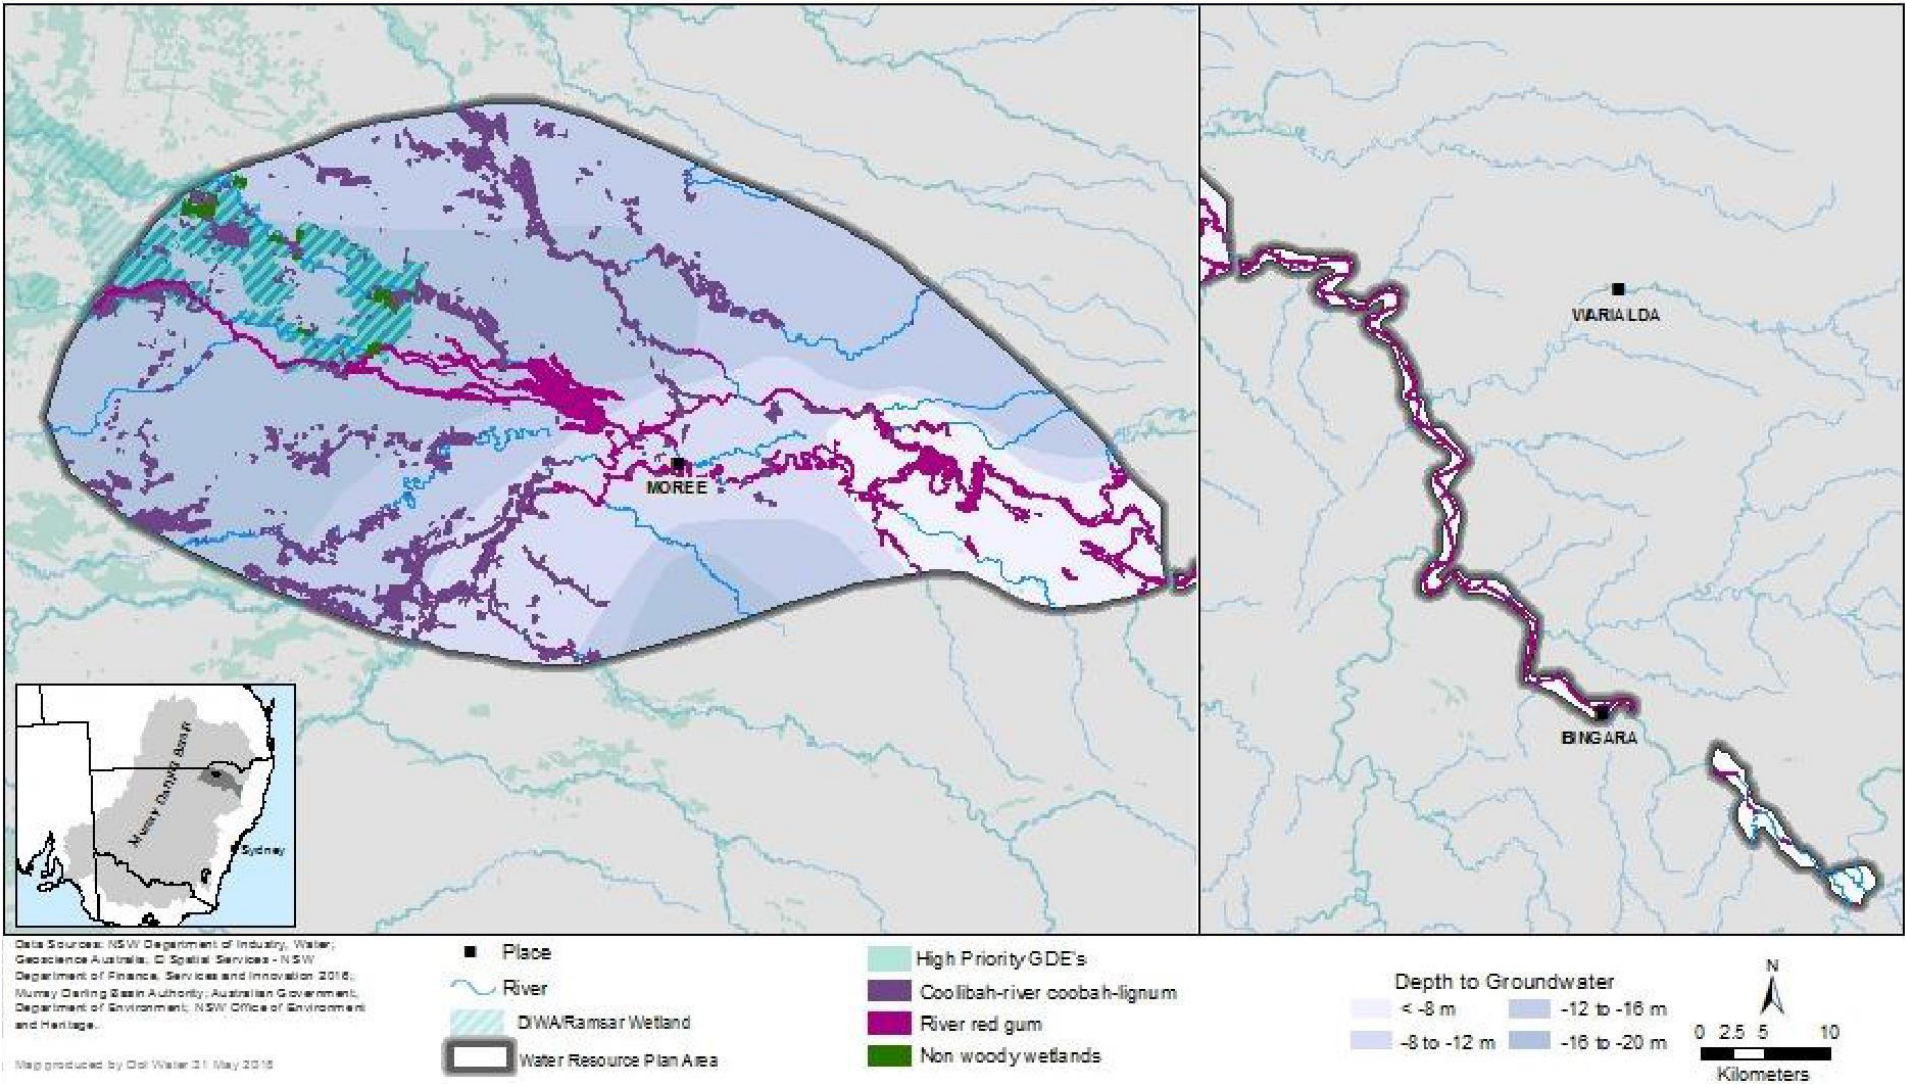 WARIALDA
MOREE
BINGARA
Murray Darling Basin
Sydney
Data Sources: NSW Department of Industry, Water;
Geoscience Australia; © Spatial Services - NSW
Department of Finance, Services and Innovation 2016;
Murray Darling Basin Authority; Australian Government,
Department of Environment; NSW Office of Environment
and Heritage.
Map produced by DoI Water 31 May 2018
Place
River
DIWA/Ramsar Wetland
Water Resource Plan Area
High Priority GDE's
Coolibah-river coobah-lignum
River red gum
Non woody wetlands
Depth to Groundwater
< -8 m
-12 to -16 m
-8 to -12 m
-16 to -20 m
N
0 2.5 5 10
Kilometers